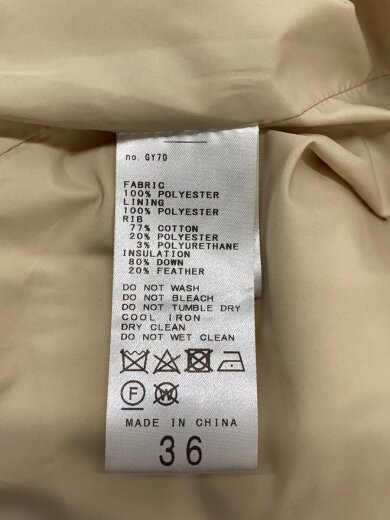 no. GY70
FABRIC
100% POLYESTER
LINING
100% POLYESTER
RIB
77% COTTON
20% POLYESTER
3% POLYURETHANE
INSULATION
80% DOWN
20% FEATHER
DO NOT WASH
DO NOT BLEACH
DO NOT TUMBLE DRY
COOL IRON
DRY CLEAN
DO NOT WET CLEAN
F W
MADE IN CHINA
36